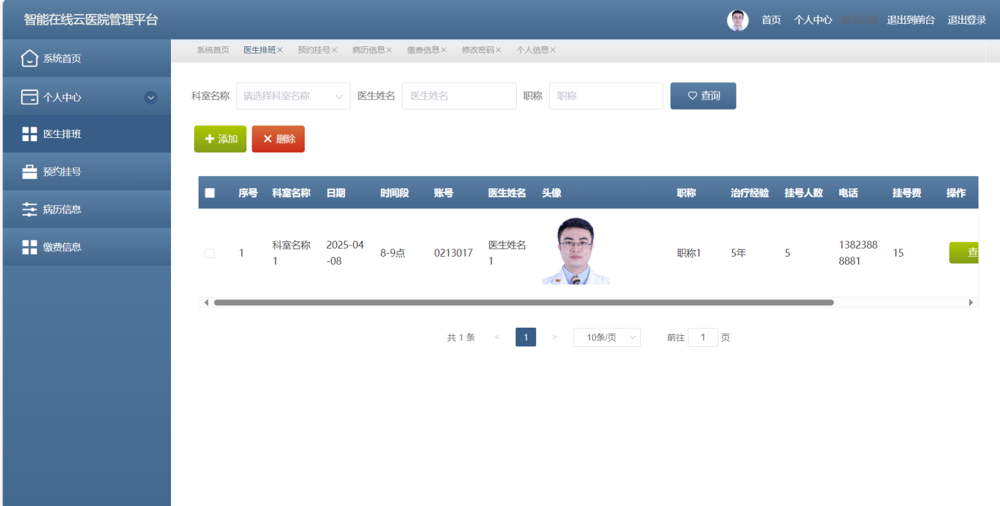 智能在线云医院管理平台
首页 个人中心 退出到前台 退出登录
系统首页
个人中心
医生排班
预约挂号
病历信息
缴费信息
系统首页 医生排班× 预约挂号× 病历信息× 缴费信息× 修改密码× 个人信息×
科室名称 请选择科室名称 医生姓名 医生姓名 职称 职称 查询
添加 删除
序号 科室名称 日期 时间段 账号 医生姓名 头像 职称 治疗经验 挂号人数 电话 挂号费 操作
1 科室名称 2025-04 8-9点 0213017 医生姓名 职称1 5年 5 1382388 15 查
1 -08 1 8881
共 1 条 < 1 > 10条/页 前往 1 页